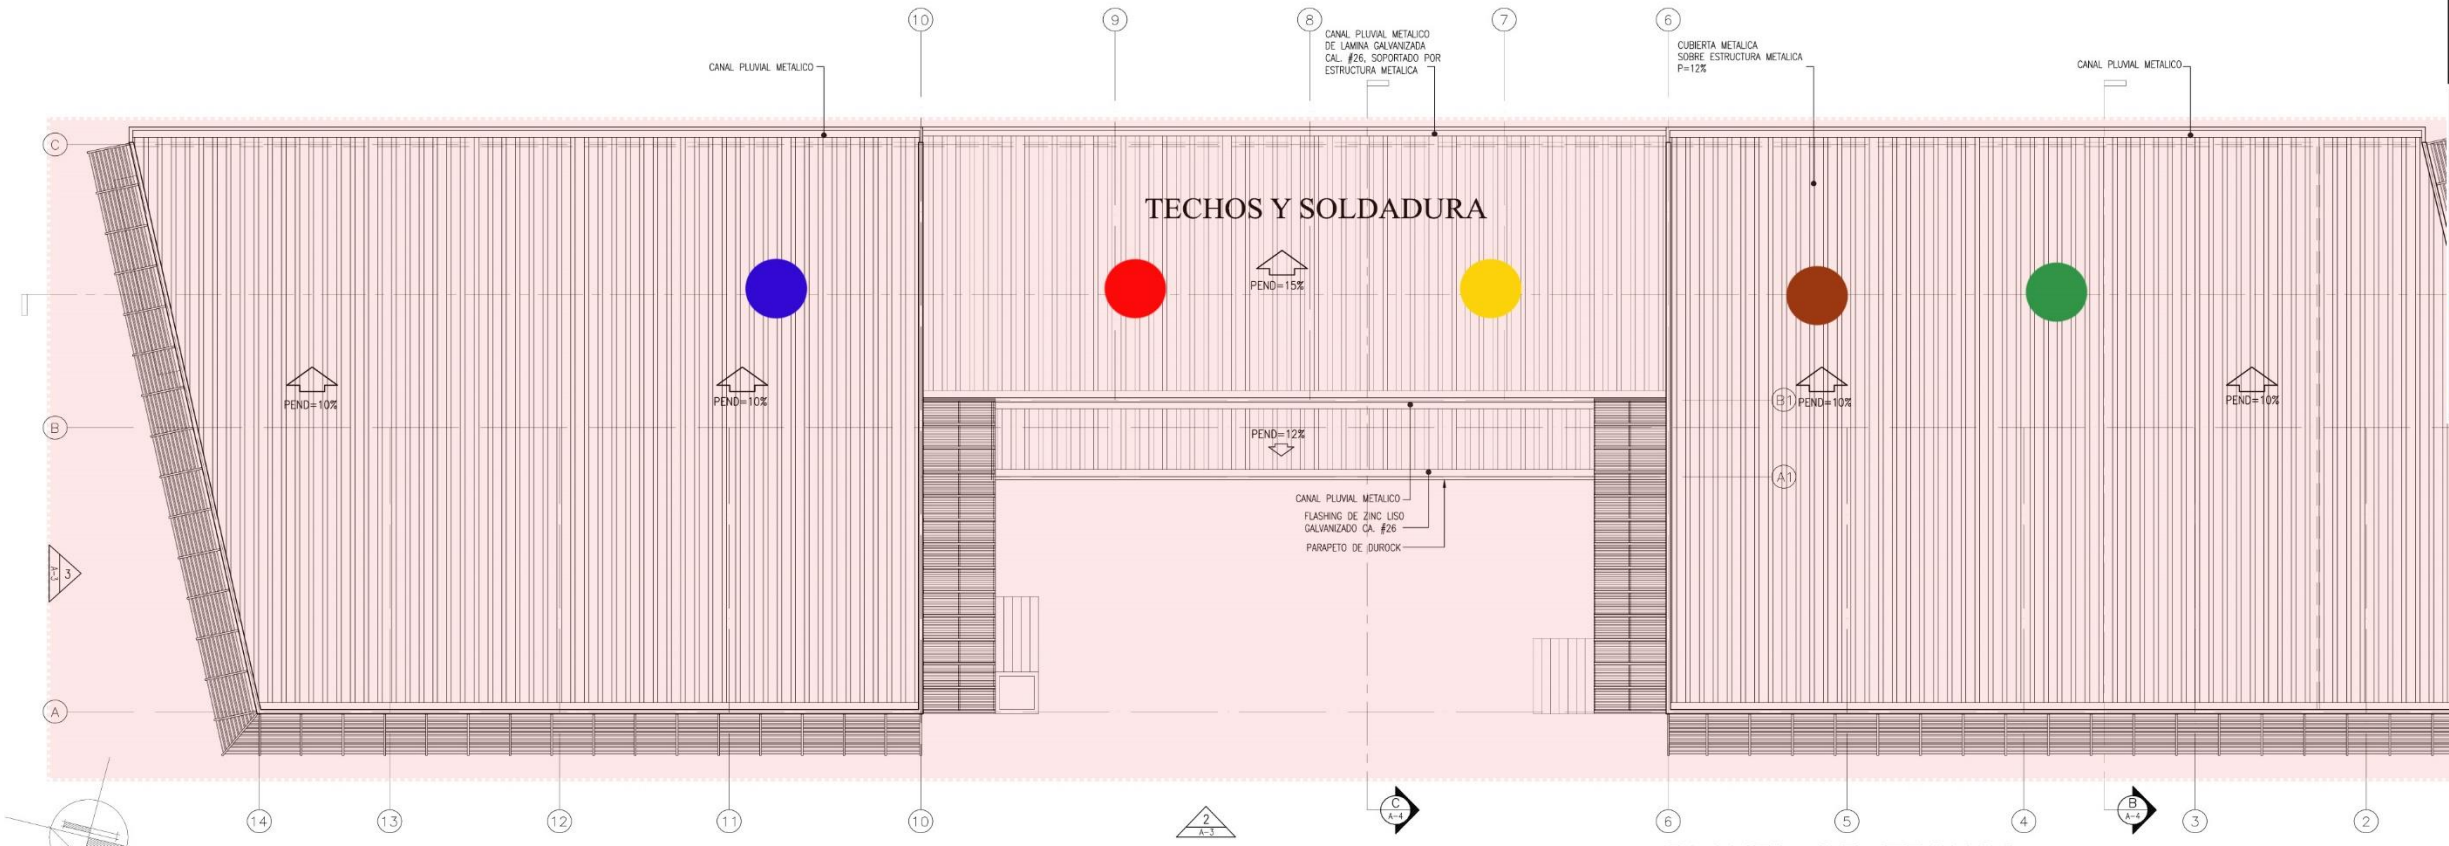 10
9
8
7
6
CANAL PLUVIAL METALICO
CANAL PLUVIAL METALICO
DE LAMINA GALVANIZADA
CAL. #26, SOPORTADO POR
ESTRUCTURA METALICA
CUBIERTA METALICA
SOBRE ESTRUCTURA METALICA
P=12%
CANAL PLUVIAL METALICO
C
TECHOS Y SOLDADURA
PEND=15%
PEND=10%
PEND=10%
B1
PEND=10%
PEND=10%
B
PEND=12%
A1
CANAL PLUVIAL METALICO
FLASHING DE ZINC LISO
GALVANIZADO CA. #26
PARAPETO DE DUROCK
3
A-3
A
14
13
12
11
10
2
A-3
C
A-4
6
5
4
B
A-4
3
2